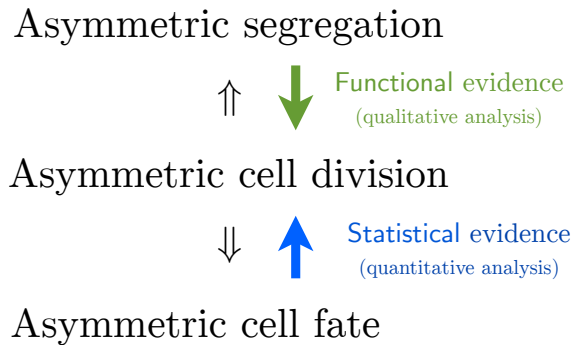 Asymmetric segregation
⇑
Functional evidence
(qualitative analysis)
Asymmetric cell division
⇓
Statistical evidence
(quantitative analysis)
Asymmetric cell fate